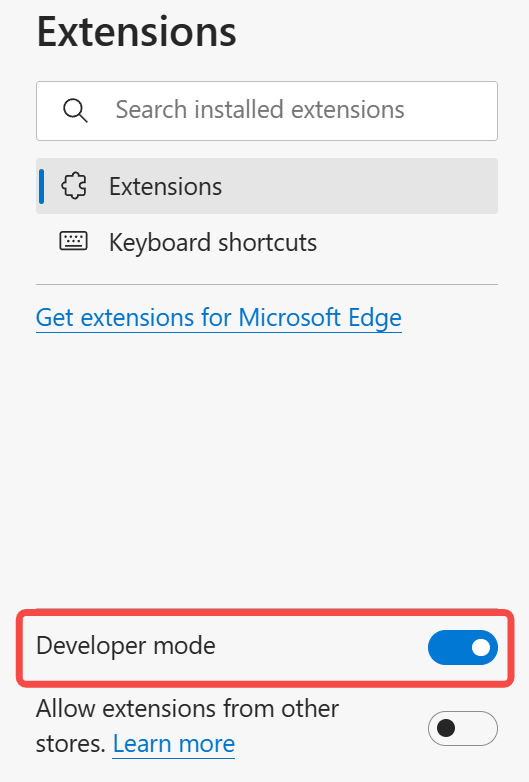 Extensions
Search installed extensions
Extensions
Keyboard shortcuts
Get extensions for Microsoft Edge
Developer mode
Allow extensions from other
stores. Learn more